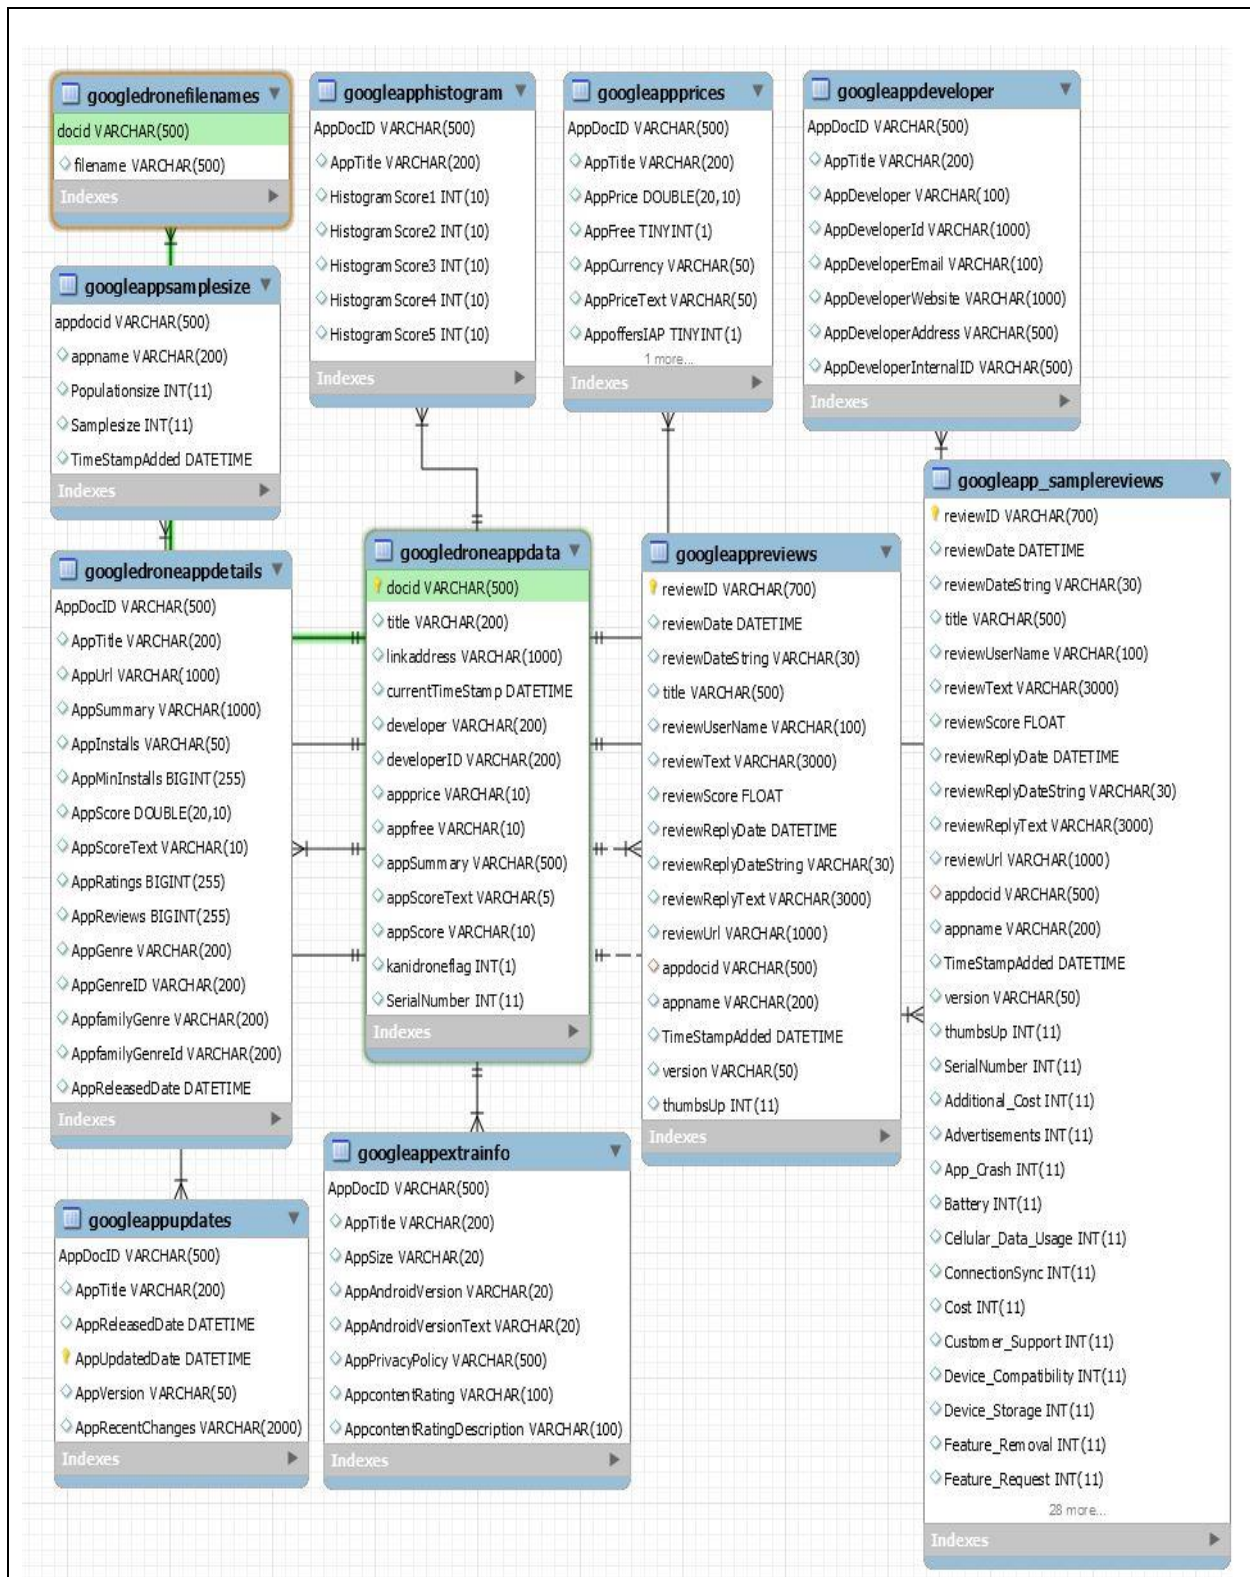 googledronefilenames
docid VARCHAR(500)
filename VARCHAR(500)
Indexes
googleapphistogram
AppDocID VARCHAR(500)
AppTitle VARCHAR(200)
HistogramScore1 INT(10)
HistogramScore2 INT(10)
HistogramScore3 INT(10)
HistogramScore4 INT(10)
HistogramScore5 INT(10)
Indexes
googleappprices
AppDocID VARCHAR(500)
AppTitle VARCHAR(200)
AppPrice DOUBLE(20,10)
AppFree TINYINT(1)
AppCurrency VARCHAR(50)
AppPriceText VARCHAR(50)
AppoffersIAP TINYINT(1)
1 more...
Indexes
googleappdeveloper
AppDocID VARCHAR(500)
AppTitle VARCHAR(200)
AppDeveloper VARCHAR(100)
AppDeveloperId VARCHAR(1000)
AppDeveloperEmail VARCHAR(100)
AppDeveloperWebsite VARCHAR(1000)
AppDeveloperAddress VARCHAR(500)
AppDeveloperInternalID VARCHAR(500)
Indexes
googleappsamplesize
appdocid VARCHAR(500)
appname VARCHAR(200)
Populationsize INT(11)
Samplesize INT(11)
TimeStampAdded DATETIME
Indexes
googledroneappdetails
AppDocID VARCHAR(500)
AppTitle VARCHAR(200)
AppUrl VARCHAR(1000)
AppSummary VARCHAR(1000)
AppInstalls VARCHAR(50)
AppMinInstalls BIGINT(255)
AppScore DOUBLE(20,10)
AppScoreText VARCHAR(10)
AppRatings BIGINT(255)
AppReviews BIGINT(255)
AppGenre VARCHAR(200)
AppGenreID VARCHAR(200)
AppfamilyGenre VARCHAR(200)
AppfamilyGenreId VARCHAR(200)
AppReleasedDate DATETIME
Indexes
googledroneappdata
docid VARCHAR(500)
title VARCHAR(200)
linkaddress VARCHAR(1000)
currentTimeStamp DATETIME
developer VARCHAR(200)
developerID VARCHAR(200)
appprice VARCHAR(10)
appfree VARCHAR(10)
appSummary VARCHAR(500)
appScoreText VARCHAR(5)
appScore VARCHAR(10)
kanidroneflag INT(1)
SerialNumber INT(11)
Indexes
googleappreviews
reviewID VARCHAR(700)
reviewDate DATETIME
reviewDateString VARCHAR(30)
title VARCHAR(500)
reviewUserName VARCHAR(100)
reviewText VARCHAR(3000)
reviewScore FLOAT
reviewReplyDate DATETIME
reviewReplyDateString VARCHAR(30)
reviewReplyText VARCHAR(3000)
reviewUrl VARCHAR(1000)
appdocid VARCHAR(500)
appname VARCHAR(200)
TimeStampAdded DATETIME
version VARCHAR(50)
thumbsUp INT(11)
Indexes
googleapp_samplereviews
reviewID VARCHAR(700)
reviewDate DATETIME
reviewDateString VARCHAR(30)
title VARCHAR(500)
reviewUserName VARCHAR(100)
reviewText VARCHAR(3000)
reviewScore FLOAT
reviewReplyDate DATETIME
reviewReplyDateString VARCHAR(30)
reviewReplyText VARCHAR(3000)
reviewUrl VARCHAR(1000)
appdocid VARCHAR(500)
appname VARCHAR(200)
TimeStampAdded DATETIME
version VARCHAR(50)
thumbsUp INT(11)
SerialNumber INT(11)
Additional_Cost INT(11)
Advertisements INT(11)
App_Crash INT(11)
Battery INT(11)
Cellular_Data_Usage INT(11)
ConnectionSync INT(11)
Cost INT(11)
Customer_Support INT(11)
Device_Compatibility INT(11)
Device_Storage INT(11)
Feature_Removal INT(11)
Feature_Request INT(11)
28 more...
Indexes
googleappupdates
AppDocID VARCHAR(500)
AppTitle VARCHAR(200)
AppReleasedDate DATETIME
AppUpdatedDate DATETIME
AppVersion VARCHAR(50)
AppRecentChanges VARCHAR(2000)
Indexes
googleappextrainfo
AppDocID VARCHAR(500)
AppTitle VARCHAR(200)
AppSize VARCHAR(20)
AppAndroidVersion VARCHAR(20)
AppAndroidVersionText VARCHAR(20)
AppPrivacyPolicy VARCHAR(500)
AppcontentRating VARCHAR(100)
AppcontentRatingDescription VARCHAR(100)
Indexes